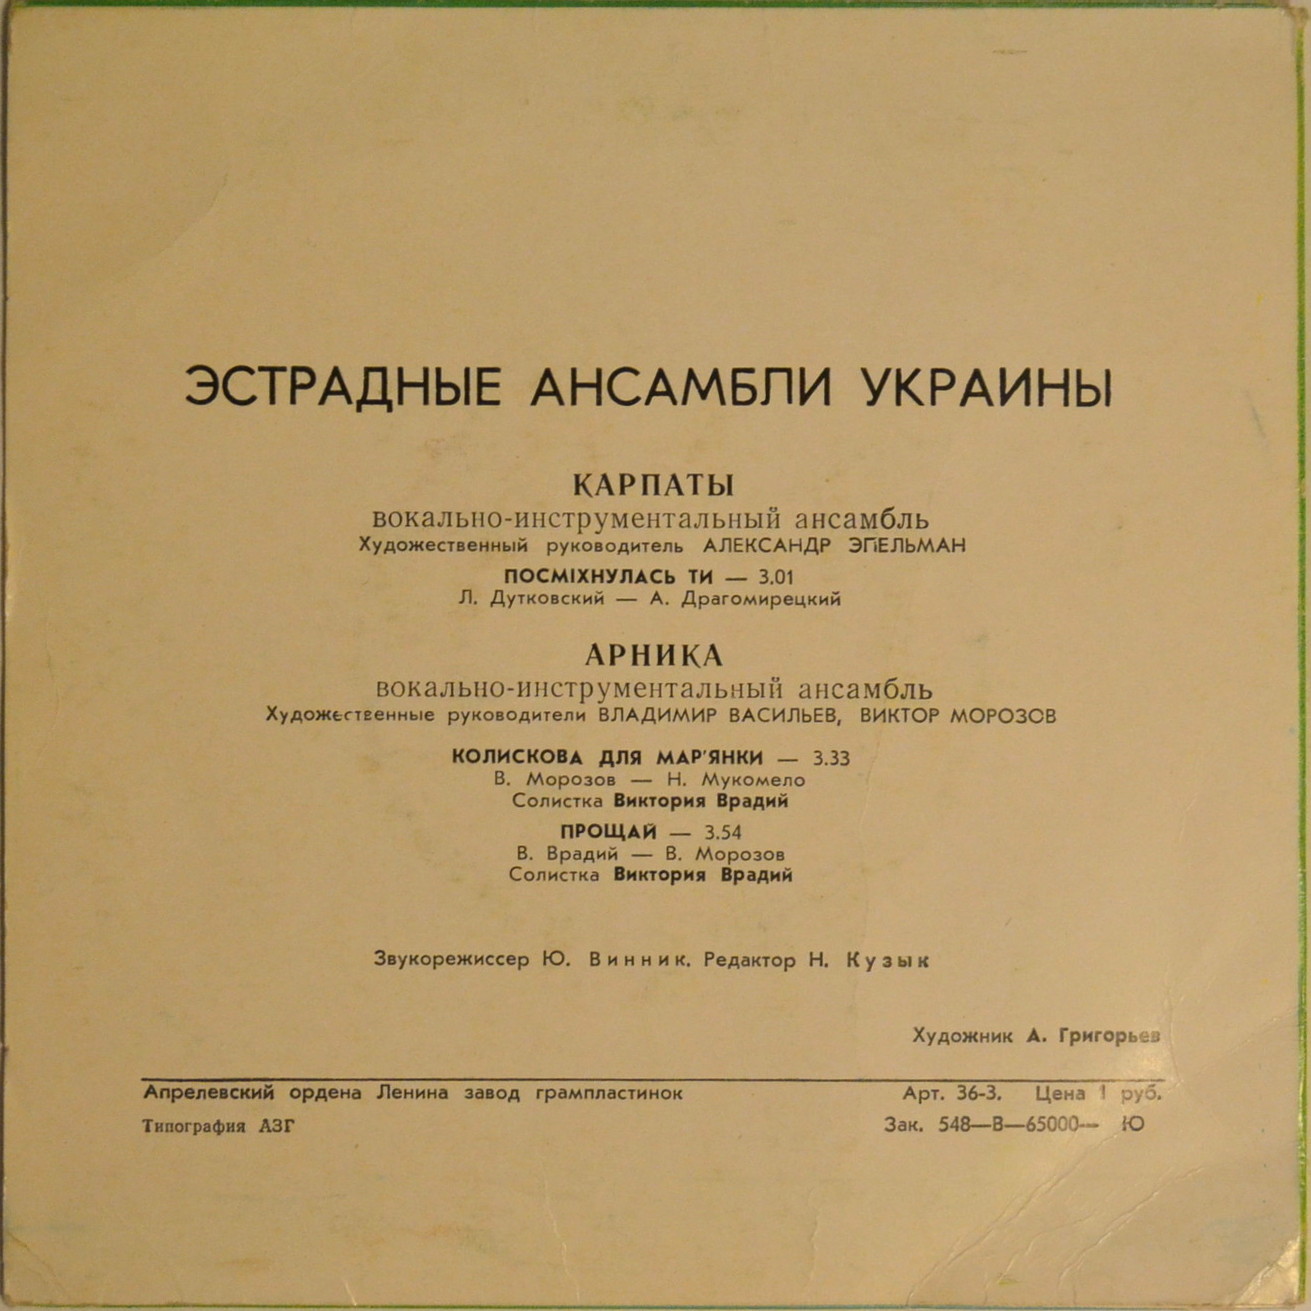 ЭСТРАДНЫЕ АНСАМБЛИ УКРАИНЫ
КАРПАТЫ
вокально-инструментальный ансамбль
Художественный руководитель АЛЕКСАНДР ЭПЕЛЬМАН
ПОСМІХНУЛАСЬ ТИ — 3.01
Л. Дутковский — А. Драгомирецкий
АРНИКА
вокально-инструментальный ансамбль
Художественные руководители ВЛАДИМИР ВАСИЛЬЕВ, ВИКТОР МОРОЗОВ
КОЛИСКОВА ДЛЯ МАР'ЯНКИ — 3.33
В. Морозов — Н. Мукомело
Солистка Виктория Врадий
ПРОЩАЙ — 3.54
В. Врадий — В. Морозов
Солистка Виктория Врадий
Звукорежиссер Ю. Винник. Редактор Н. Кузык
Художник А. Григорьев
Апрелевский ордена Ленина завод грампластинок Арт. 36-3. Цена 1 руб.
Типография АЗГ Зак. 548—В—65000— Ю